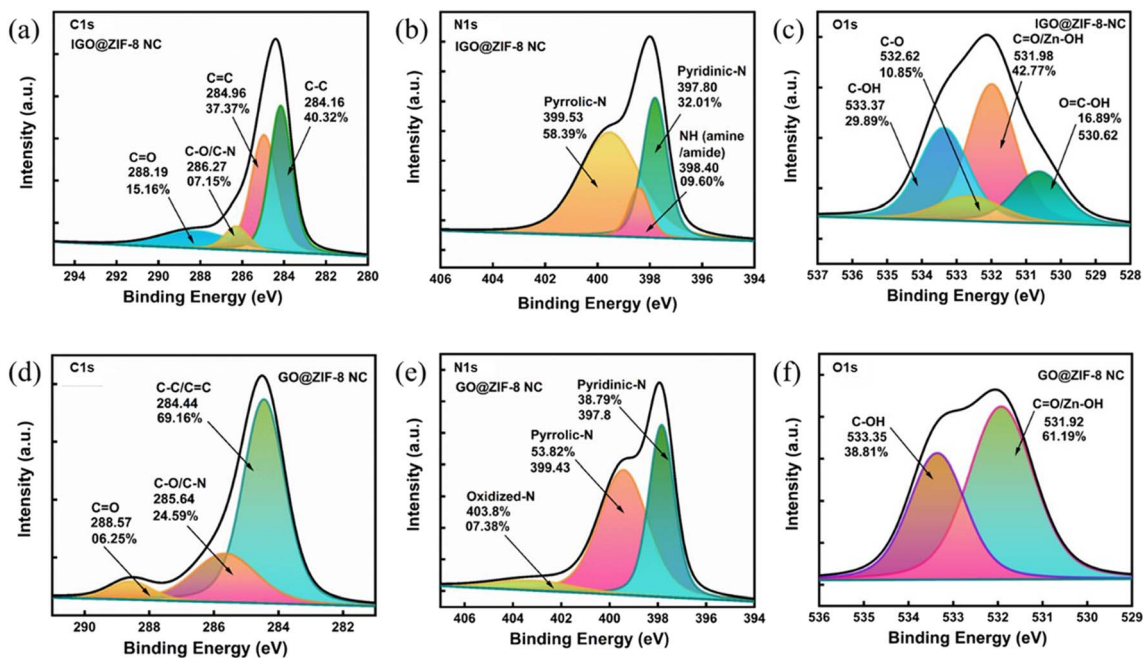 (a)
C1s
IGO@ZIF-8 NC
C=C
284.96
37.37%
C-C
284.16
40.32%
C=O
288.19
15.16%
C-O/C-N
286.27
07.15%
Intensity (a.u.)
294 292 290 288 286 284 282 280
Binding Energy (eV)
(b)
N1s
IGO@ZIF-8 NC
Pyrrolic-N
399.53
58.39%
Pyridinic-N
397.80
32.01%
NH (amine
/amide)
398.40
09.60%
Intensity (a.u.)
406 404 402 400 398 396 394
Binding Energy (eV)
(c)
O1s
IGO@ZIF-8-NC
C-O
532.62
10.85%
C=O/Zn-OH
531.98
42.77%
C-OH
533.37
29.89%
O=C-OH
16.89%
530.62
Intensity (a.u.)
537 536 535 534 533 532 531 530 529 528
Binding Energy (eV)
(d)
C1s
GO@ZIF-8 NC
C-C/C=C
284.44
69.16%
C-O/C-N
285.64
24.59%
C=O
288.57
06.25%
Intensity (a.u.)
290 288 286 284 282
Binding Energy (eV)
(e)
N1s
GO@ZIF-8 NC
Pyridinic-N
38.79%
397.8
Pyrrolic-N
53.82%
399.43
Oxidized-N
403.8%
07.38%
Intensity (a.u.)
406 404 402 400 398 396 394
Binding Energy (eV)
(f)
O1s
GO@ZIF-8 NC
C-OH
533.35
38.81%
C=O/Zn-OH
531.92
61.19%
Intensity (a.u.)
536 535 534 533 532 531 530 529
Binding Energy (eV)